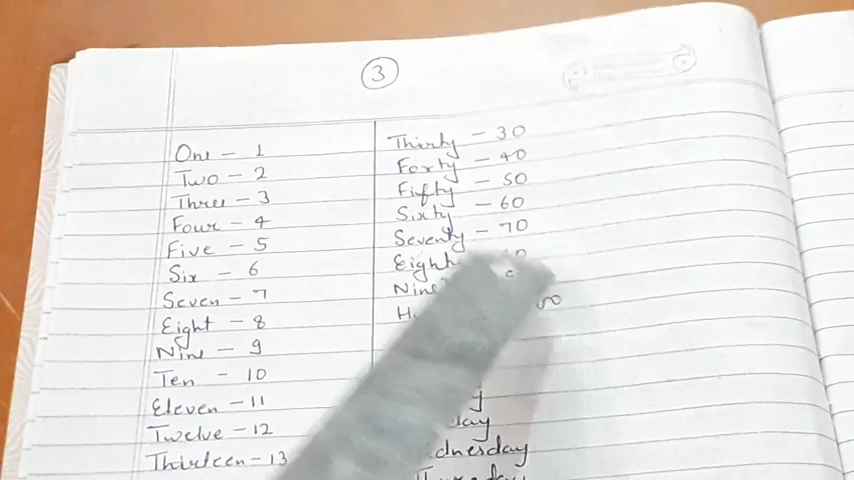 3
One - 1
Two - 2
Three - 3
Four - 4
Five - 5
Six - 6
Seven - 7
Eight - 8
Nine - 9
Ten - 10
Eleven - 11
Twelve - 12
Thirteen - 13
Thirty - 30
Forty - 40
Fifty - 50
Sixty - 60
Seventy - 70